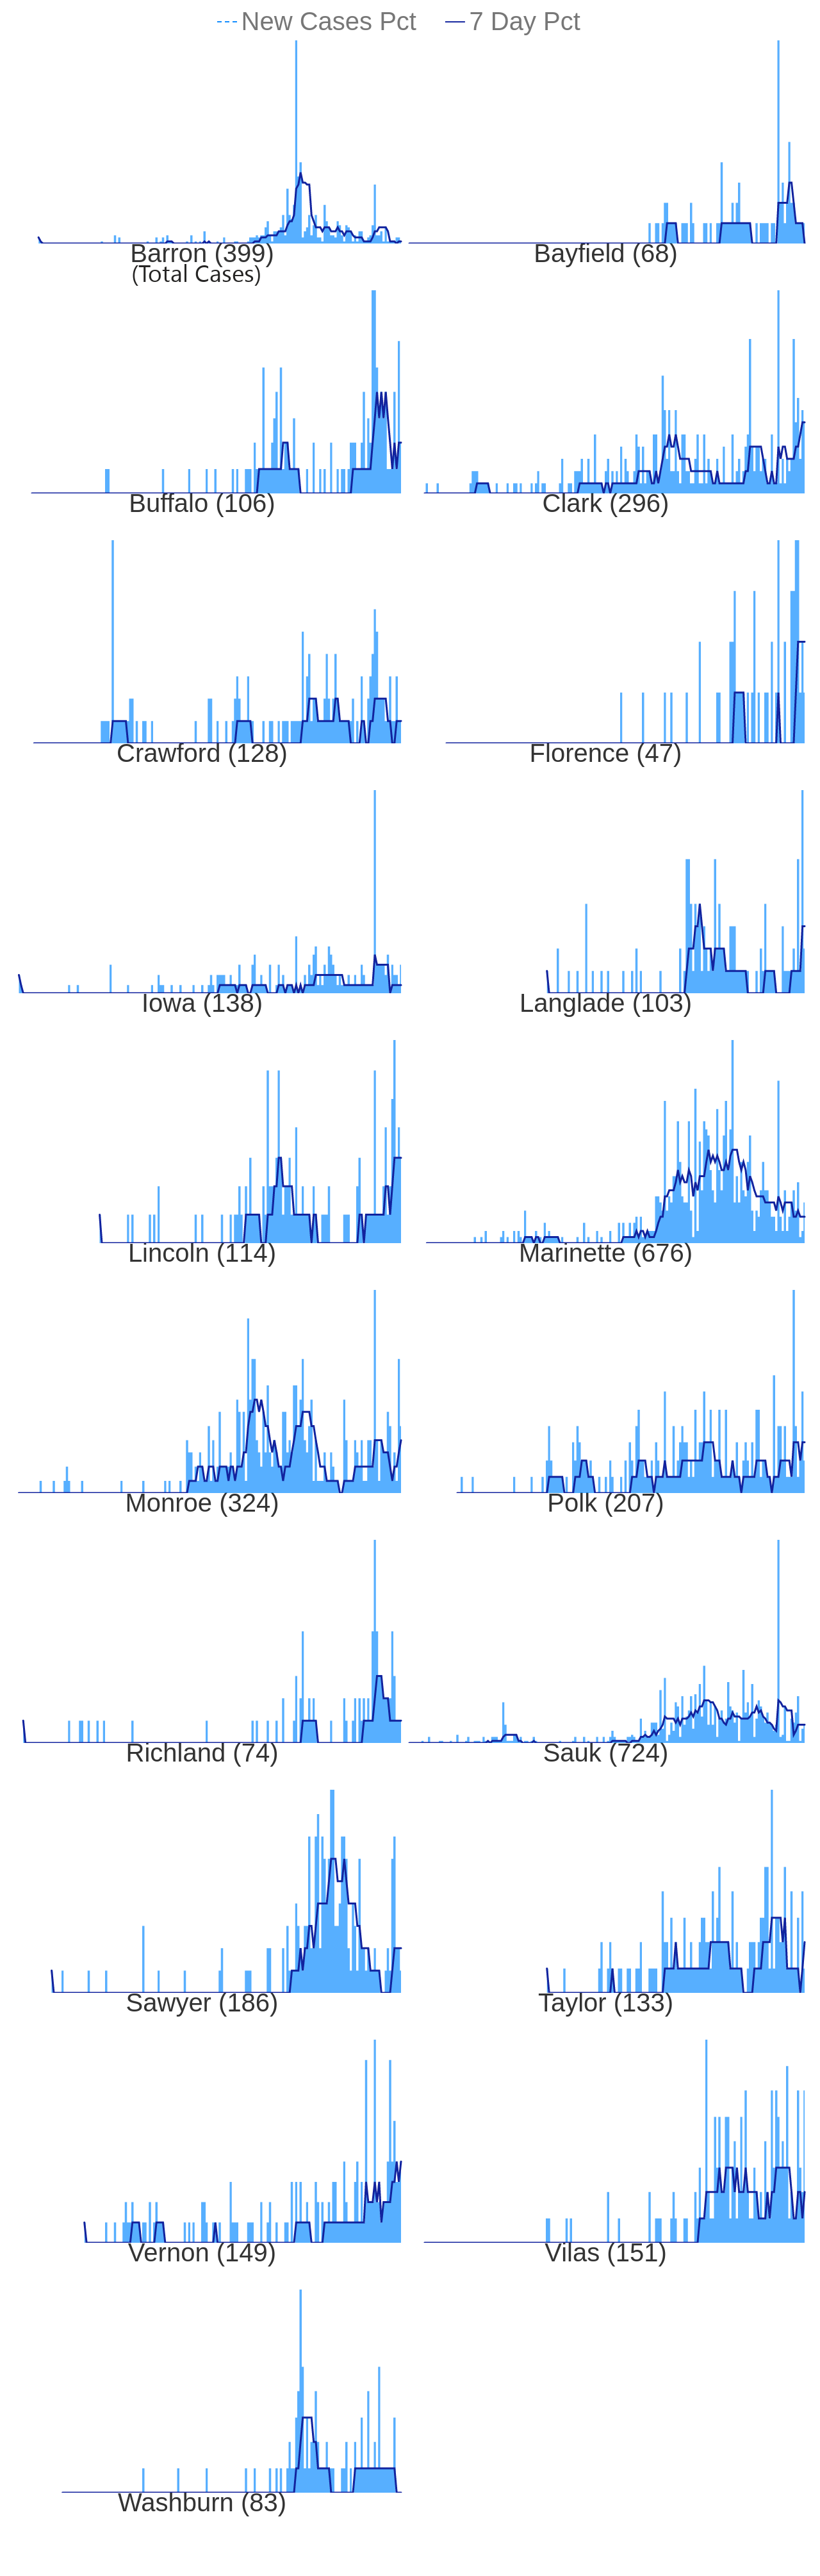 New Cases Pct 7 Day Pct
Barron (399) Bayfield (68)
(Total Cases)
Buffalo (106) Clark (296)
Crawford (128) Florence (47)
Iowa (138) Langlade (103)
Lincoln (114) Marinette (676)
Monroe (324) Polk (207)
Richland (74) Sauk (724)
Sawyer (186) Taylor (133)
Vernon (149) Vilas (151)
Washburn (83)